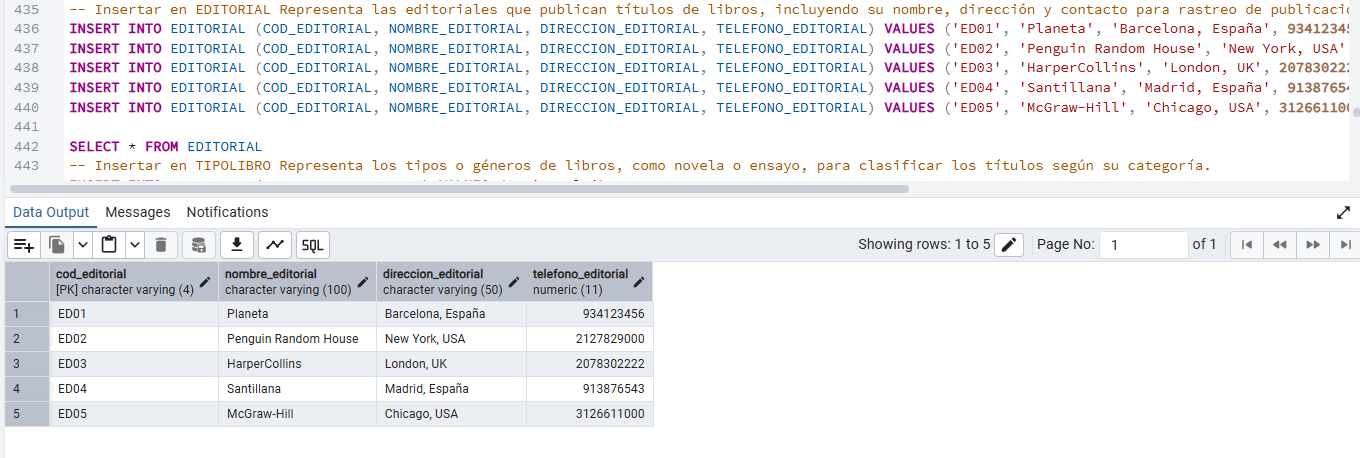 435 -- Insertar en EDITORIAL Representa las editoriales que publican títulos de libros, incluyendo su nombre, dirección y contacto para rastreo de
436 INSERT INTO EDITORIAL (COD_EDITORIAL, NOMBRE_EDITORIAL, DIRECCION_EDITORIAL, TELEFONO_EDITORIAL) VALUES ('ED01', 'Planeta', 'Barcelona, España', 93412345
437 INSERT INTO EDITORIAL (COD_EDITORIAL, NOMBRE_EDITORIAL, DIRECCION_EDITORIAL, TELEFONO_EDITORIAL) VALUES ('ED02', 'Penguin Random House', 'New York, USA'
438 INSERT INTO EDITORIAL (COD_EDITORIAL, NOMBRE_EDITORIAL, DIRECCION_EDITORIAL, TELEFONO_EDITORIAL) VALUES ('ED03', 'HarperCollins', 'London, UK', 207830222
439 INSERT INTO EDITORIAL (COD_EDITORIAL, NOMBRE_EDITORIAL, DIRECCION_EDITORIAL, TELEFONO_EDITORIAL) VALUES ('ED04', 'Santillana', 'Madrid, España', 91387654
440 INSERT INTO EDITORIAL (COD_EDITORIAL, NOMBRE_EDITORIAL, DIRECCION_EDITORIAL, TELEFONO_EDITORIAL) VALUES ('ED05', 'McGraw-Hill', 'Chicago, USA', 312661100
441
442 SELECT * FROM EDITORIAL
443 -- Insertar en TIPOLIBRO Representa los tipos o géneros de libros, como novela o ensayo, para clasificar los títulos según su categoría.
Data Output Messages Notifications
SQL Showing rows: 1 to 5 Page No: 1 of 1
cod_editorial nombre_editorial direccion_editorial telefono_editorial
[PK] character varying (4) character varying (100) character varying (50) numeric (11)
1 ED01 Planeta Barcelona, España 934123456
2 ED02 Penguin Random House New York, USA 2127829000
3 ED03 HarperCollins London, UK 2078302222
4 ED04 Santillana Madrid, España 913876543
5 ED05 McGraw-Hill Chicago, USA 3126611000